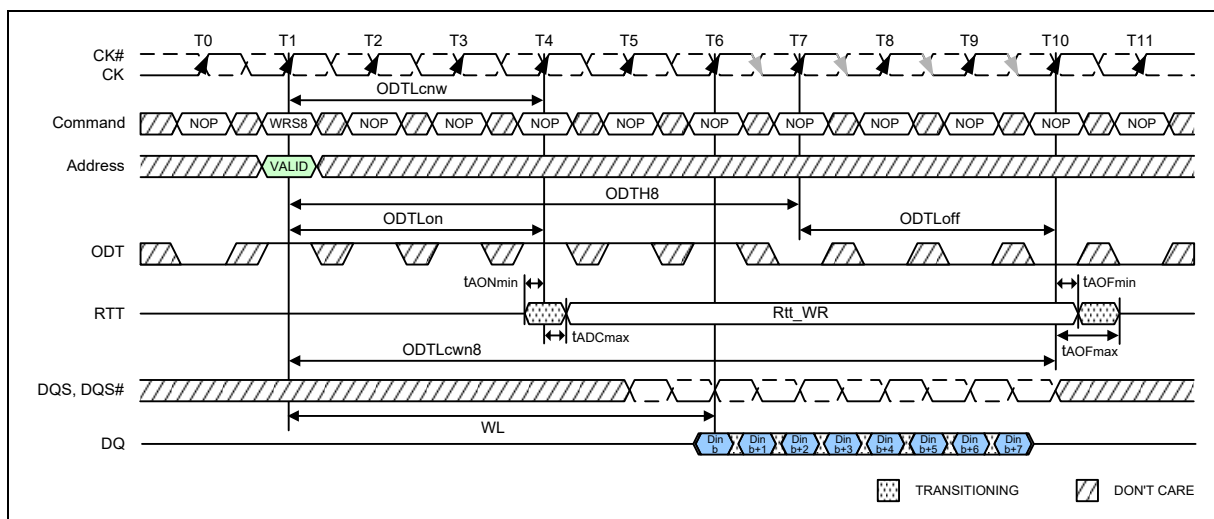 T0 T1 T2 T3 T4 T5 T6 T7 T8 T9 T10 T11
CK#
CK
ODTLcnw
Command NOP WRS8 NOP NOP NOP NOP NOP NOP NOP NOP NOP NOP
Address VALID
ODTH8
ODTLon ODTLoff
ODT
tAONmin tAOFmin
RTT Rtt_WR
tADCmax
ODTLcwn8 tAOFmax
DQS, DQS#
WL
DQ Din b Din b+1 Din b+2 Din b+3 Din b+4 Din b+5 Din b+6 Din b+7
TRANSITIONING DON'T CARE